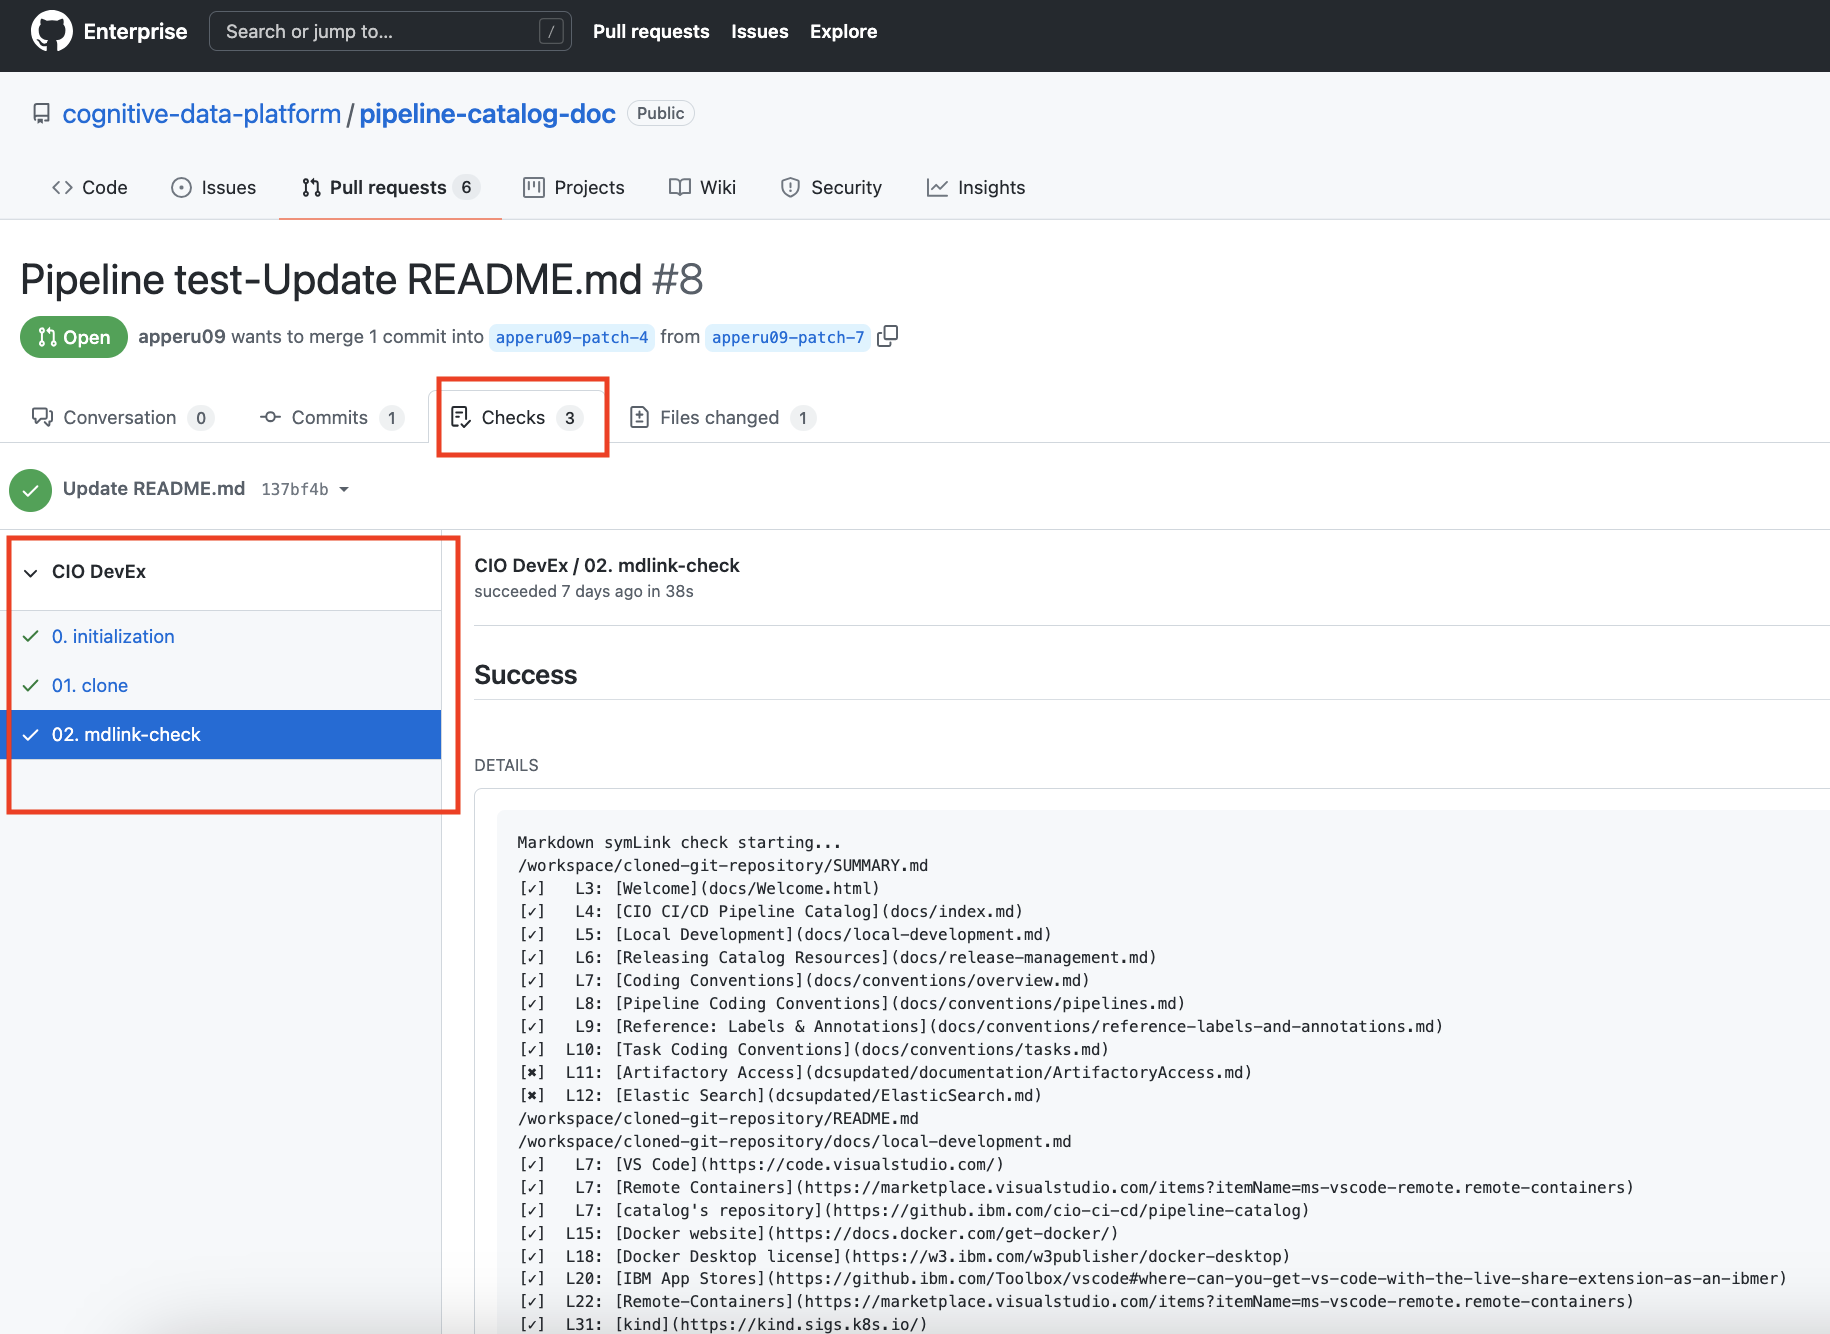 Enterprise Search or jump to... / Pull requests Issues Explore
cognitive-data-platform / pipeline-catalog-doc Public
Code Issues Pull requests 6 Projects Wiki Security Insights
Pipeline test-Update README.md #8
Open apperu09 wants to merge 1 commit into apperu09-patch-4 from apperu09-patch-7
Conversation 0 Commits 1 Checks 3 Files changed 1
Update README.md 137bf4b
CIO DevEx
0. initialization
01. clone
02. mdlink-check
CIO DevEx / 02. mdlink-check
succeeded 7 days ago in 38s
Success
DETAILS
Markdown symLink check starting...
/workspace/cloned-git-repository/SUMMARY.md
[✓] L3: [Welcome](docs/Welcome.html)
[✓] L4: [CIO CI/CD Pipeline Catalog](docs/index.md)
[✓] L5: [Local Development](docs/local-development.md)
[✓] L6: [Releasing Catalog Resources](docs/release-management.md)
[✓] L7: [Coding Conventions](docs/conventions/overview.md)
[✓] L8: [Pipeline Coding Conventions](docs/conventions/pipelines.md)
[✓] L9: [Reference: Labels & Annotations](docs/conventions/reference-labels-and-annotations.md)
[✓] L10: [Task Coding Conventions](docs/conventions/tasks.md)
[✖] L11: [Artifactory Access](dcsupdated/documentation/ArtifactoryAccess.md)
[✖] L12: [Elastic Search](dcsupdated/ElasticSearch.md)
/workspace/cloned-git-repository/README.md
/workspace/cloned-git-repository/docs/local-development.md
[✓] L7: [VS Code](https://code.visualstudio.com/)
[✓] L7: [Remote Containers](https://marketplace.visualstudio.com/items?itemName=ms-vscode-remote.remote-containers)
[✓] L7: [catalog's repository](https://github.ibm.com/cio-ci-cd/pipeline-catalog)
[✓] L15: [Docker website](https://docs.docker.com/get-docker/)
[✓] L18: [Docker Desktop license](https://w3.ibm.com/w3publisher/docker-desktop)
[✓] L20: [IBM App Stores](https://github.ibm.com/Toolbox/vscode#where-can-you-get-vs-code-with-the-live-share-extension-as-an-ibmer)
[✓] L22: [Remote-Containers](https://marketplace.visualstudio.com/items?itemName=ms-vscode-remote.remote-containers)
[✓] L31: [kind](https://kind.sigs.k8s.io/)